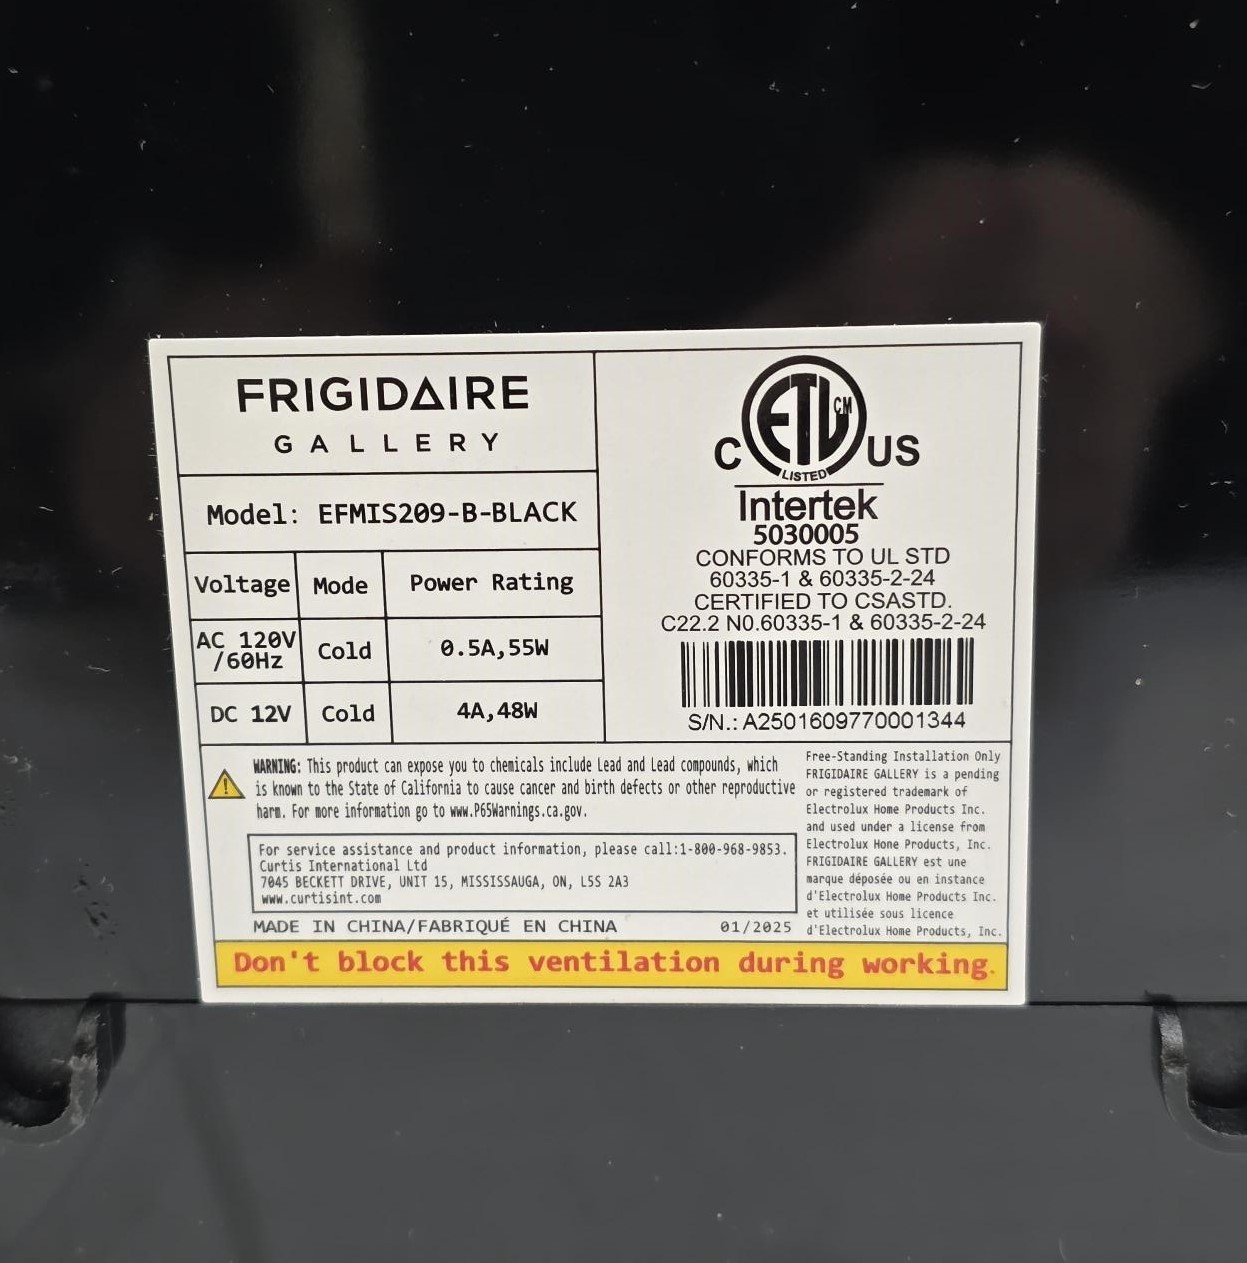 FRIGIDAIRE
GALLERY
Model: EFMIS209-B-BLACK
Voltage Mode Power Rating
AC 120V
/60Hz Cold 0.5A,55W
DC 12V Cold 4A,48W
ETL CM
C US
LISTED
Intertek
5030005
CONFORMS TO UL STD
60335-1 & 60335-2-24
CERTIFIED TO CSASTD.
C22.2 N0.60335-1 & 60335-2-24
S/N.: A2501609770001344
WARNING: This product can expose you to chemicals include Lead and Lead compounds, which
is known to the State of California to cause cancer and birth defects or other reproductive
harm. For more information go to www.P65Warnings.ca.gov.
For service assistance and product information, please call:1-800-968-9853.
Curtis International Ltd
7045 BECKETT DRIVE, UNIT 15, MISSISSAUGA, ON, L5S 2A3
www.curtisint.com
MADE IN CHINA/FABRIQUÉ EN CHINA 01/2025
Free-Standing Installation Only
FRIGIDAIRE GALLERY is a pending
or registered trademark of
Electrolux Home Products Inc.
and used under a license from
Electrolux Hone Products, Inc.
FRIGIDAIRE GALLERY est une
marque déposée ou en instance
d'Electrolux Home Products Inc.
et utilisée sous licence
d'Electrolux Home Products, Inc.
Don't block this ventilation during working.